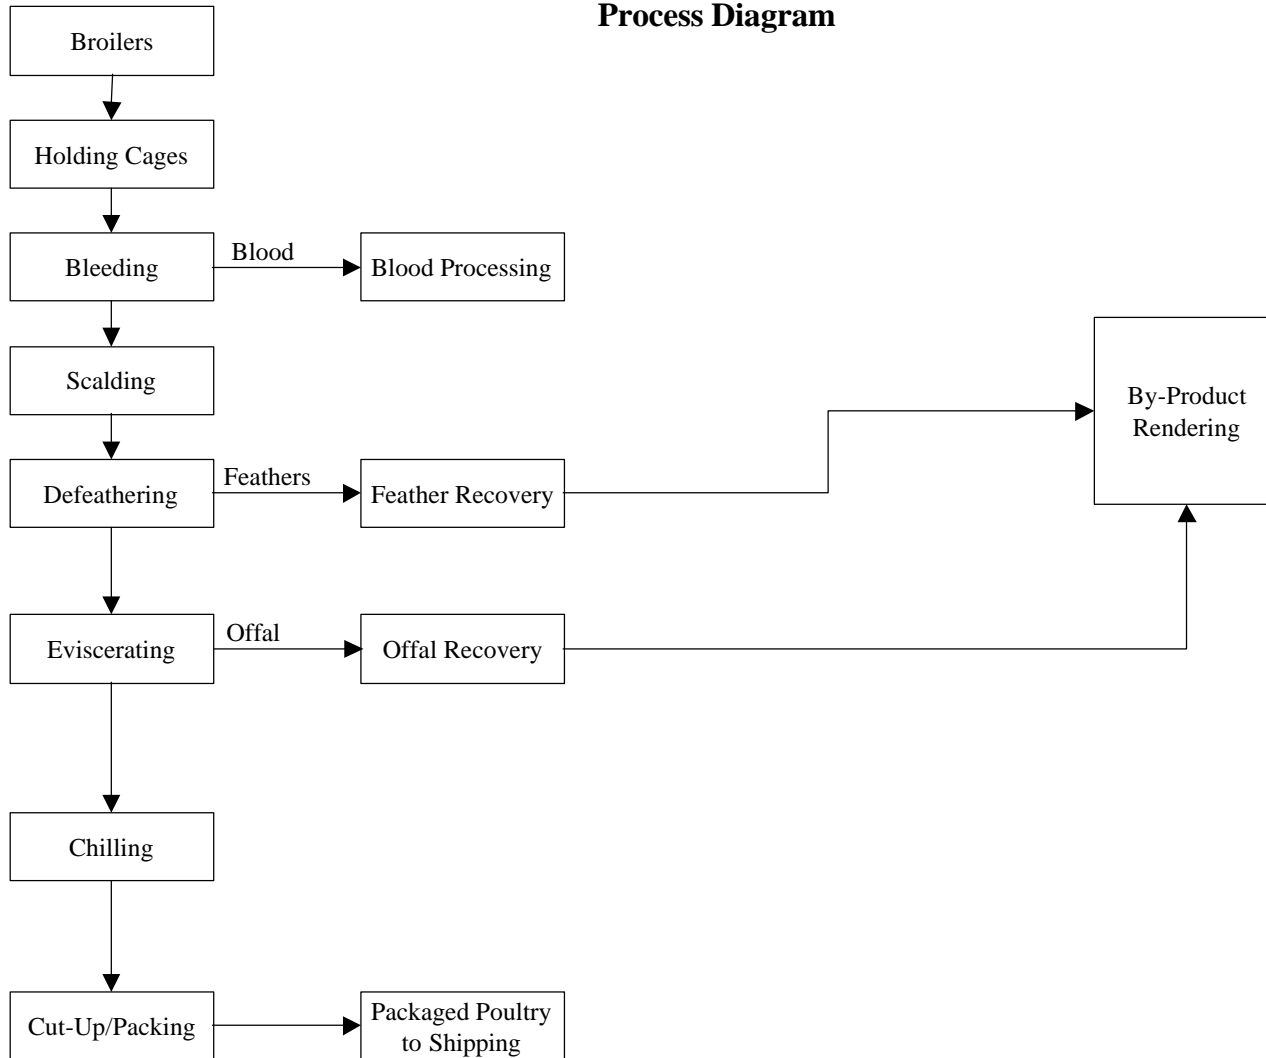 Process Diagram
Broilers
Holding Cages
Bleeding
Blood
Blood Processing
Scalding
By-Product
Rendering
Defeathering
Feathers
Feather Recovery
Eviscerating
Offal
Offal Recovery
Chilling
Cut-Up/Packing
Packaged Poultry
to Shipping